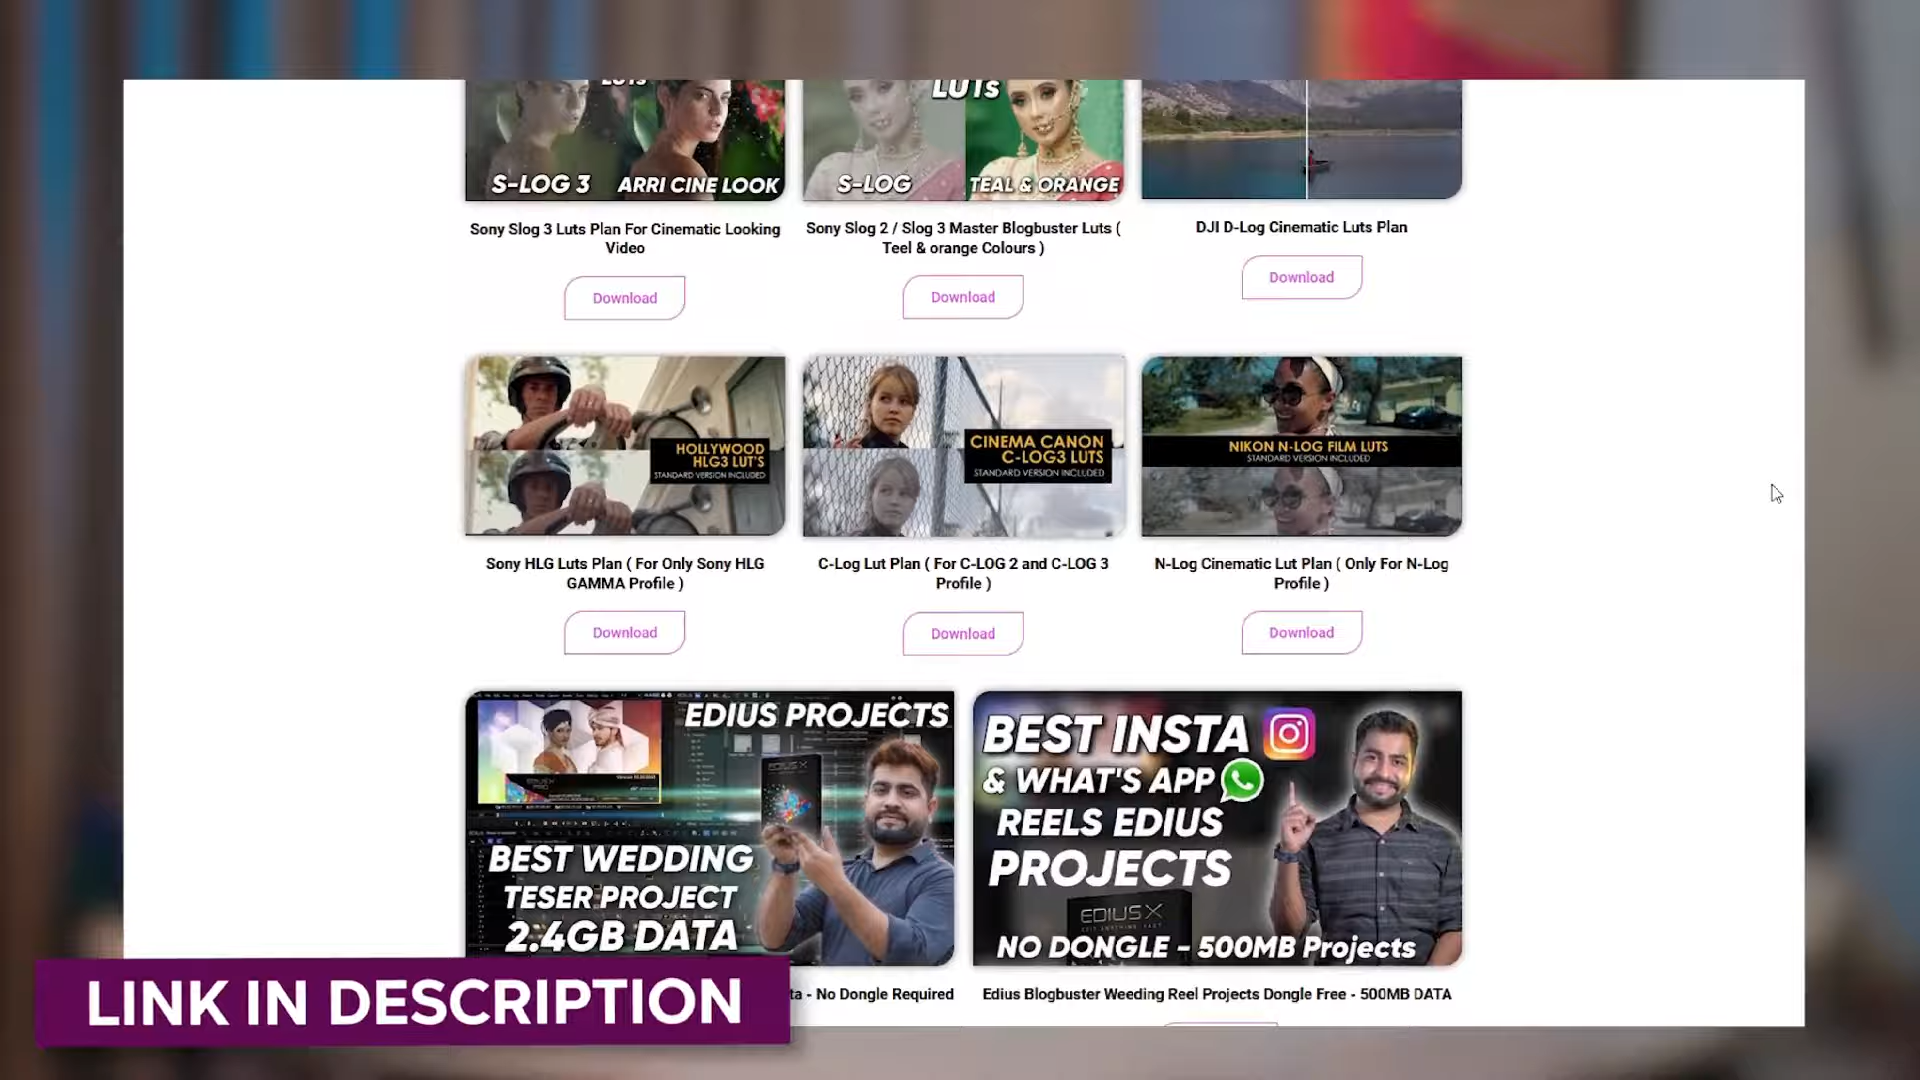 LUTs
LUTs
S-LOG 3
ARRI CINE LOOK
S-LOG
TEAL & ORANGE
Sony Slog 3 Luts Plan For Cinematic Looking
Video
Sony Slog 2 / Slog 3 Master Blogbuster Luts (
Teel & orange Colours )
DJI D-Log Cinematic Luts Plan
Download
Download
Download
HOLLYWOOD
HLG3 LUT'S
STANDARD VERSION INCLUDED
CINEMA CANON
C-LOG3 LUTS
STANDARD VERSION INCLUDED
NIKON N-LOG FILM LUTS
STANDARD VERSION INCLUDED
Sony HLG Luts Plan ( For Only Sony HLG
GAMMA Profile )
C-Log Lut Plan ( For C-LOG 2 and C-LOG 3
Profile )
N-Log Cinematic Lut Plan ( Only For N-Log
Profile )
Download
Download
Download
EDIUS PROJECTS
EDIUS X
BEST WEDDING
TESER PROJECT
2.4GB DATA
BEST INSTA
& WHAT'S APP
REELS EDIUS
PROJECTS
EDIUS X
NO DONGLE - 500MB Projects
ta - No Dongle Required
Edius Blogbuster Weeding Reel Projects Dongle Free - 500MB DATA
LINK IN DESCRIPTION